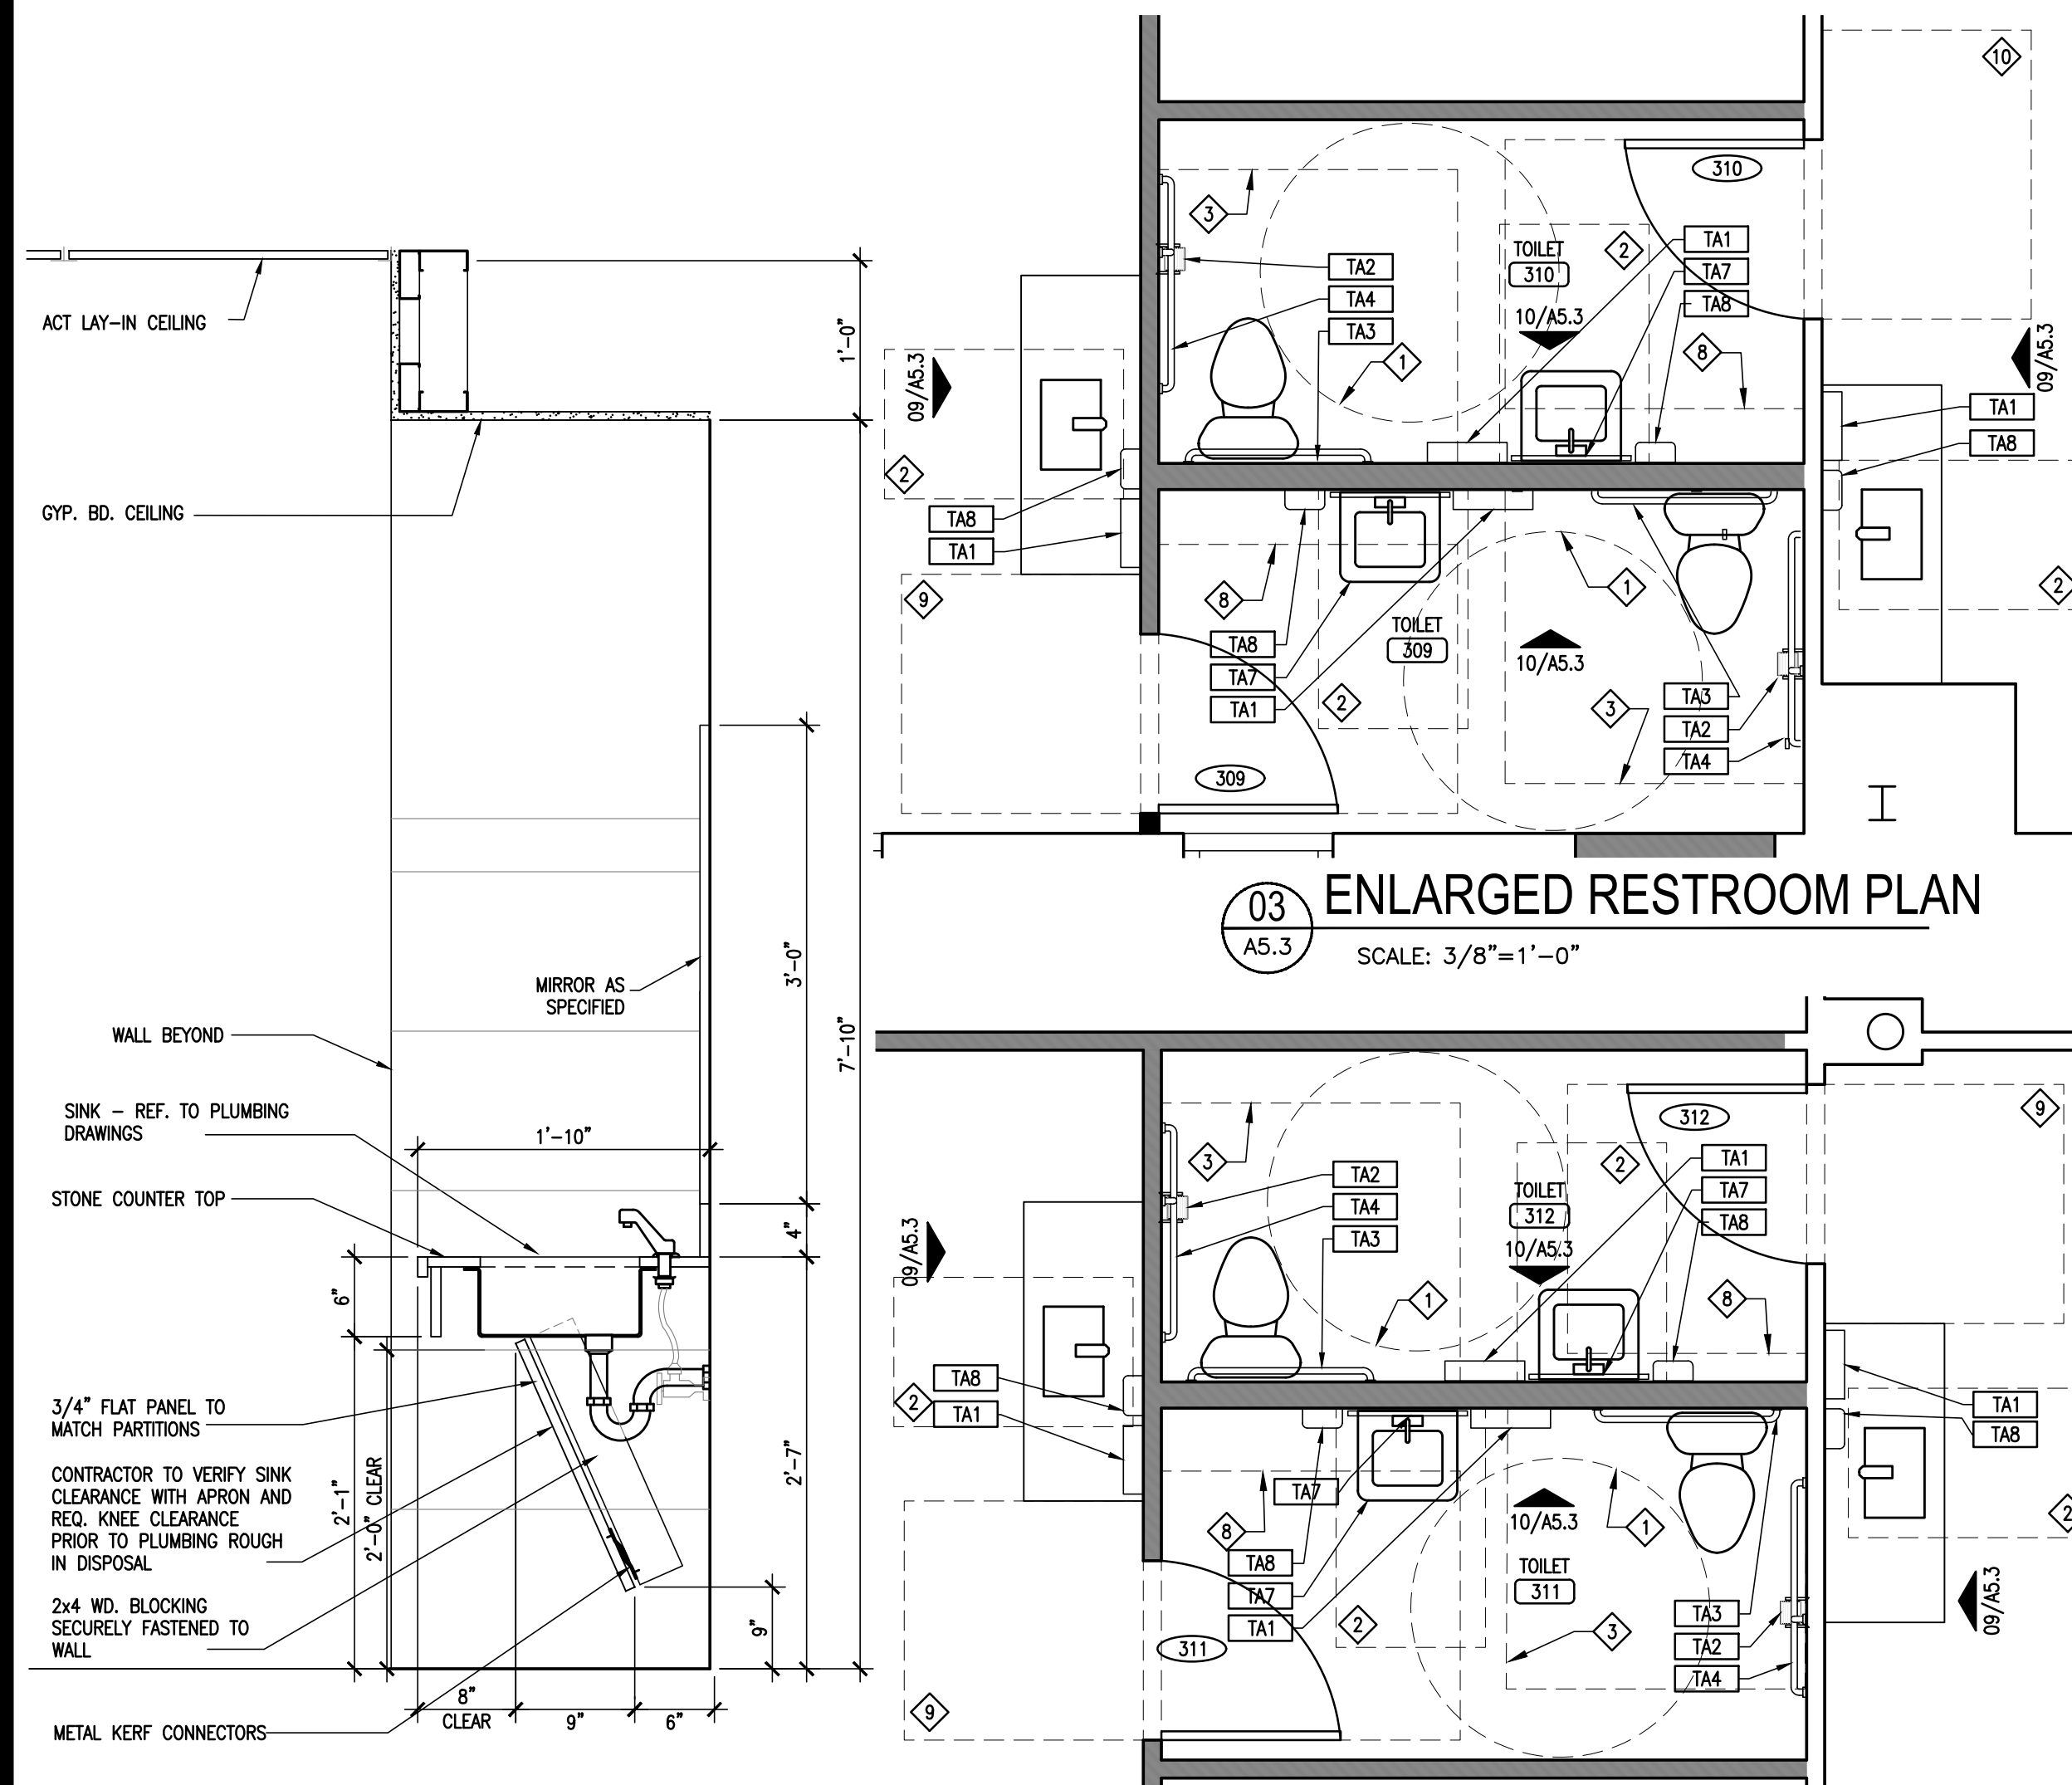 ACT LAY-IN CEILING
1'-0"
GYP. BD. CEILING
MIRROR AS
SPECIFIED
3'-0"
7'-10"
WALL BEYOND
SINK - REF. TO PLUMBING
DRAWINGS
1'-10"
STONE COUNTER TOP
4"
6"
3/4" FLAT PANEL TO
MATCH PARTITIONS
CONTRACTOR TO VERIFY SINK
CLEARANCE WITH APRON AND
REQ. KNEE CLEARANCE
PRIOR TO PLUMBING ROUGH
IN DISPOSAL
2'-1"
2'-0" CLEAR
2'-7"
2x4 WD. BLOCKING
SECURELY FASTENED TO
WALL
9"
8"
CLEAR
9"
6"
METAL KERF CONNECTORS
10
310
3
TA1
2
TOILET
310
TA2
TA7
TA4
TA8
10/A5.3
TA3
1
8
09/A5.3
09/A5.3
TA1
TA8
2
TA8
TA1
9
8
1
2
TOILET
309
TA8
TA7
TA1
10/A5.3
2
3
TA3
TA2
TA4
309
03
A5.3
ENLARGED RESTROOM PLAN
SCALE: 3/8"=1'-0"
9
312
3
2
TA1
TA2
TOILET
312
TA7
TA4
TA8
TA3
10/A5.3
09/A5.3
1
8
TA8
2
TA1
TA1
TA8
TA7
8
10/A5.3
1
2
TA8
TOILET
311
TA7
TA1
2
3
TA3
TA2
TA4
09/A5.3
311
9